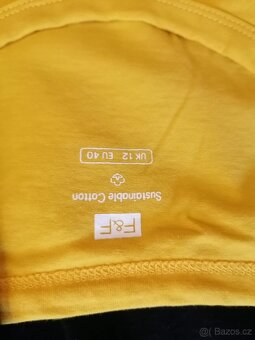 F&F
Sustainable Cotton
UK 12 EU 40
Bazos.cz